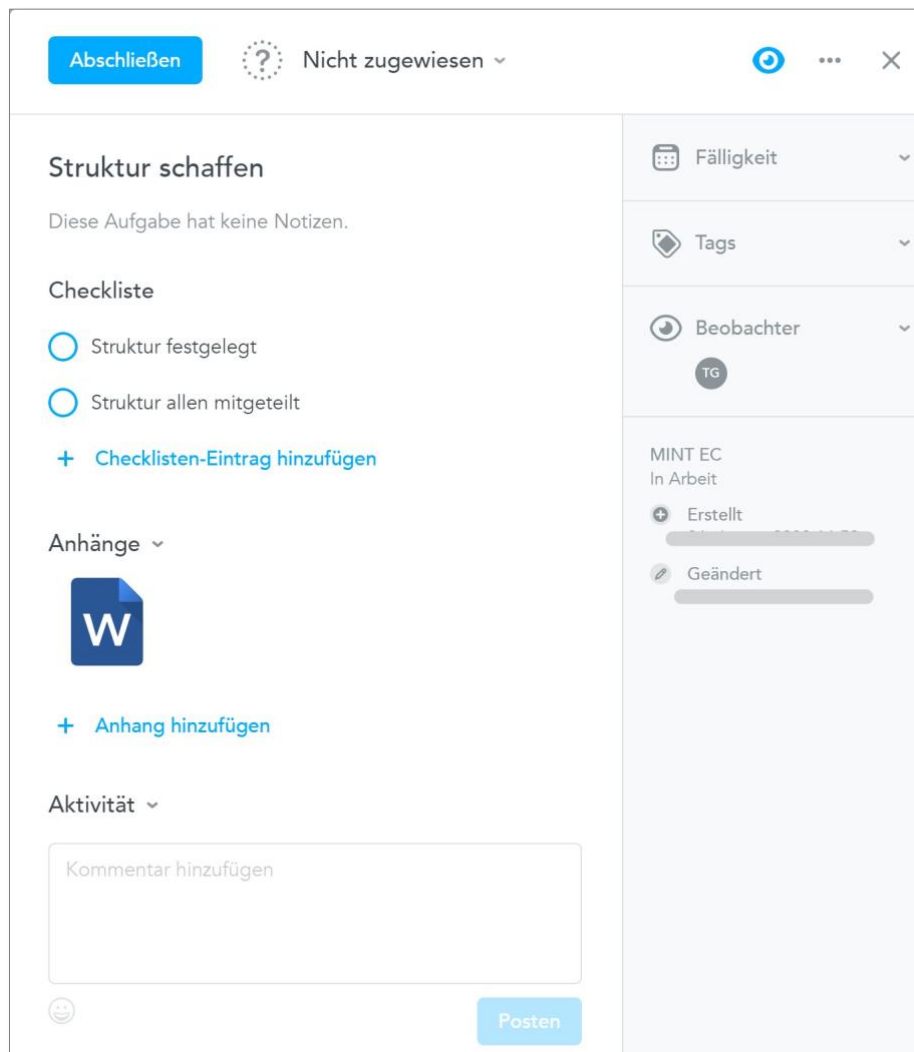 Abschließen
? Nicht zugewiesen
Struktur schaffen
Diese Aufgabe hat keine Notizen.
Checkliste
Struktur festgelegt
Struktur allen mitgeteilt
+ Checklisten-Eintrag hinzufügen
Anhänge
W
+ Anhang hinzufügen
Aktivität
Kommentar hinzufügen
Posten
Fälligkeit
Tags
Beobachter
TG
MINT EC
In Arbeit
Erstellt
Geändert